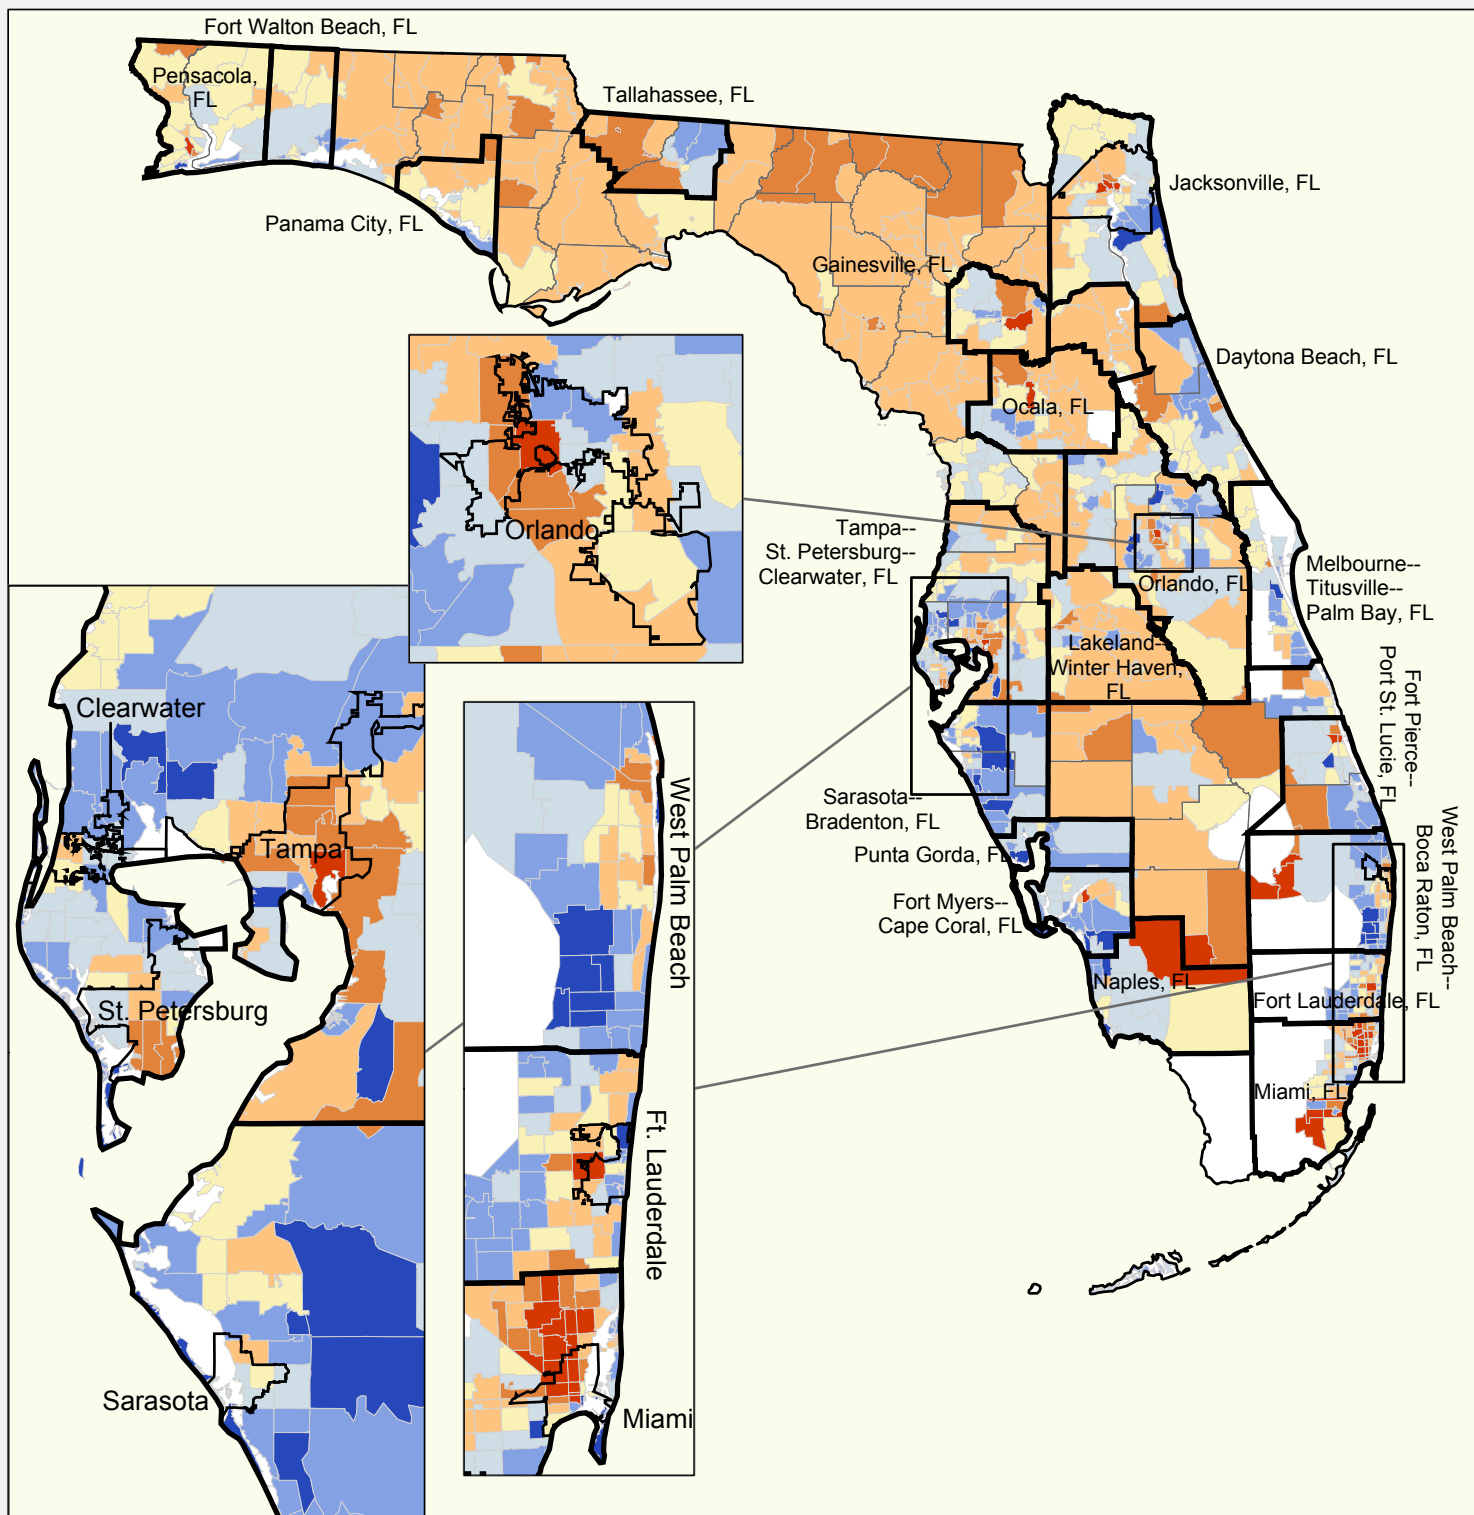 Fort Walton Beach, FL
Pensacola,
FL
Tallahassee, FL
Jacksonville, FL
Panama City, FL
Gainesville, FL
Daytona Beach, FL
Ocala, FL
Orlando
Tampa--
St. Petersburg--
Clearwater, FL
Orlando, FL
Melbourne--
Titusville--
Palm Bay, FL
Lakeland--
Winter Haven,
FL
Fort Pierce--
Port St. Lucie, FL
Clearwater
Tampa
St. Petersburg
Sarasota
West Palm Beach
Ft. Lauderdale
Miami
Sarasota--
Bradenton, FL
Punta Gorda, FL
Fort Myers--
Cape Coral, FL
Naples, FL
West Palm Beach--
Boca Raton, FL
Fort Lauderdale, FL
Miami, FL